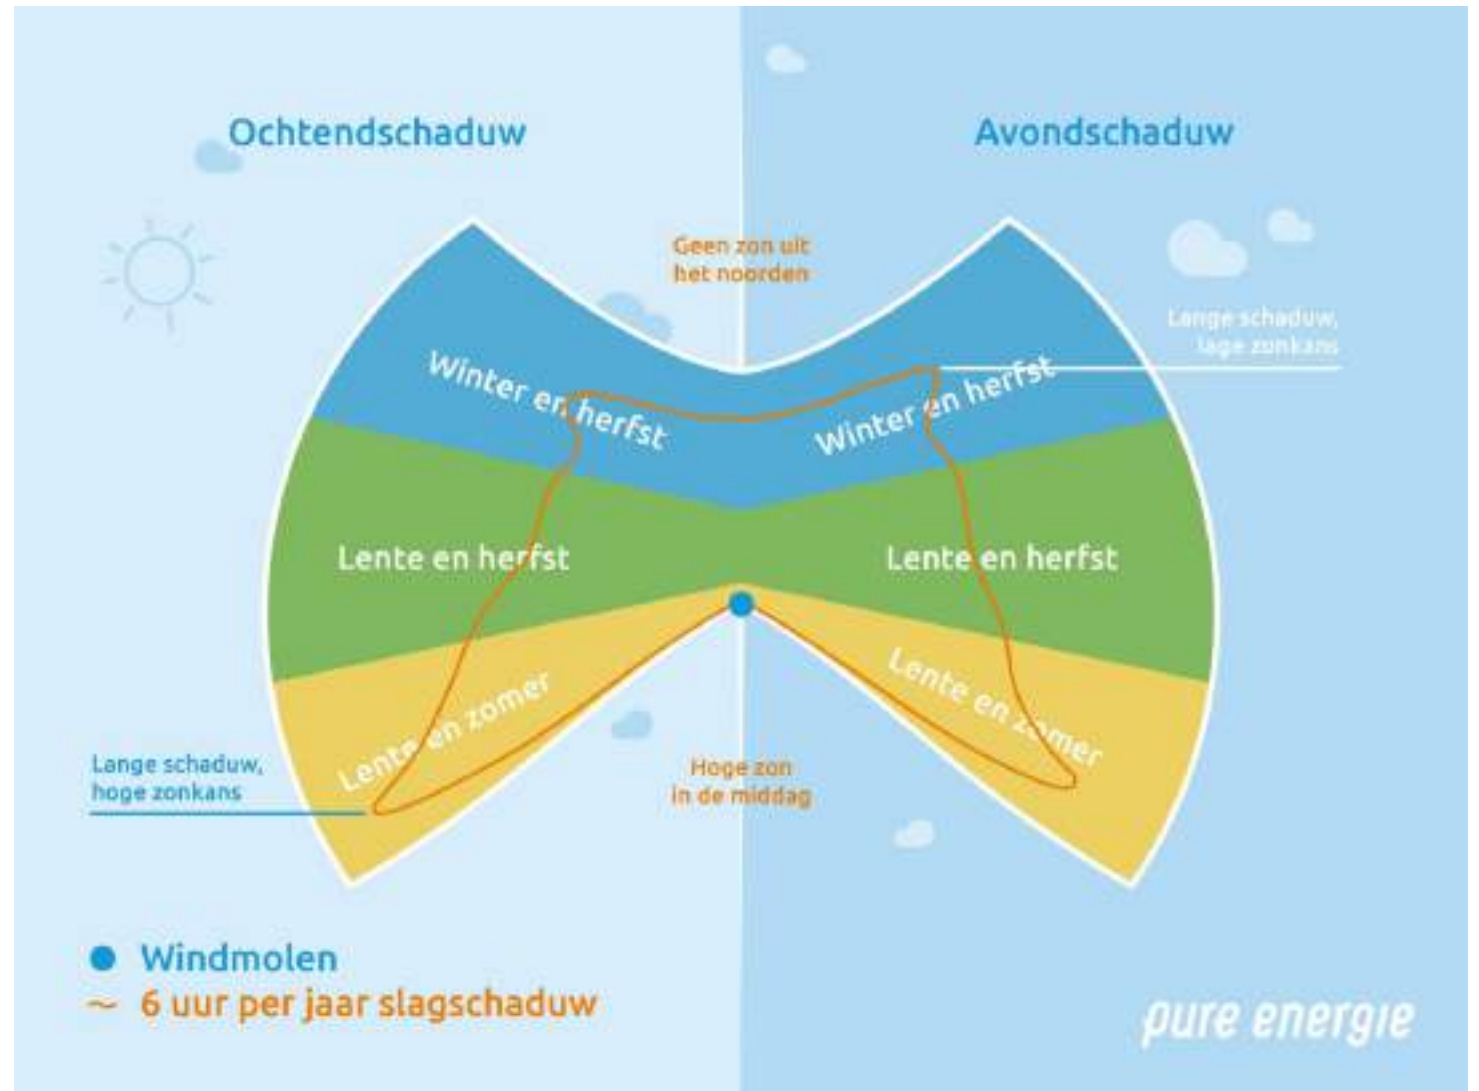 Ochtendschaduw
Avondschaduw
Geen zon uit
het noorden
Lange schaduw,
lage zonkans
Winter en herfst
Winter en herfst
Lente en herfst
Lente en herfst
Lente en zomer
Lente en zomer
Lange schaduw,
hoge zonkans
Hoge zon
in de middag
Windmolen
~ 6 uur per jaar slagschaduw
pure energie